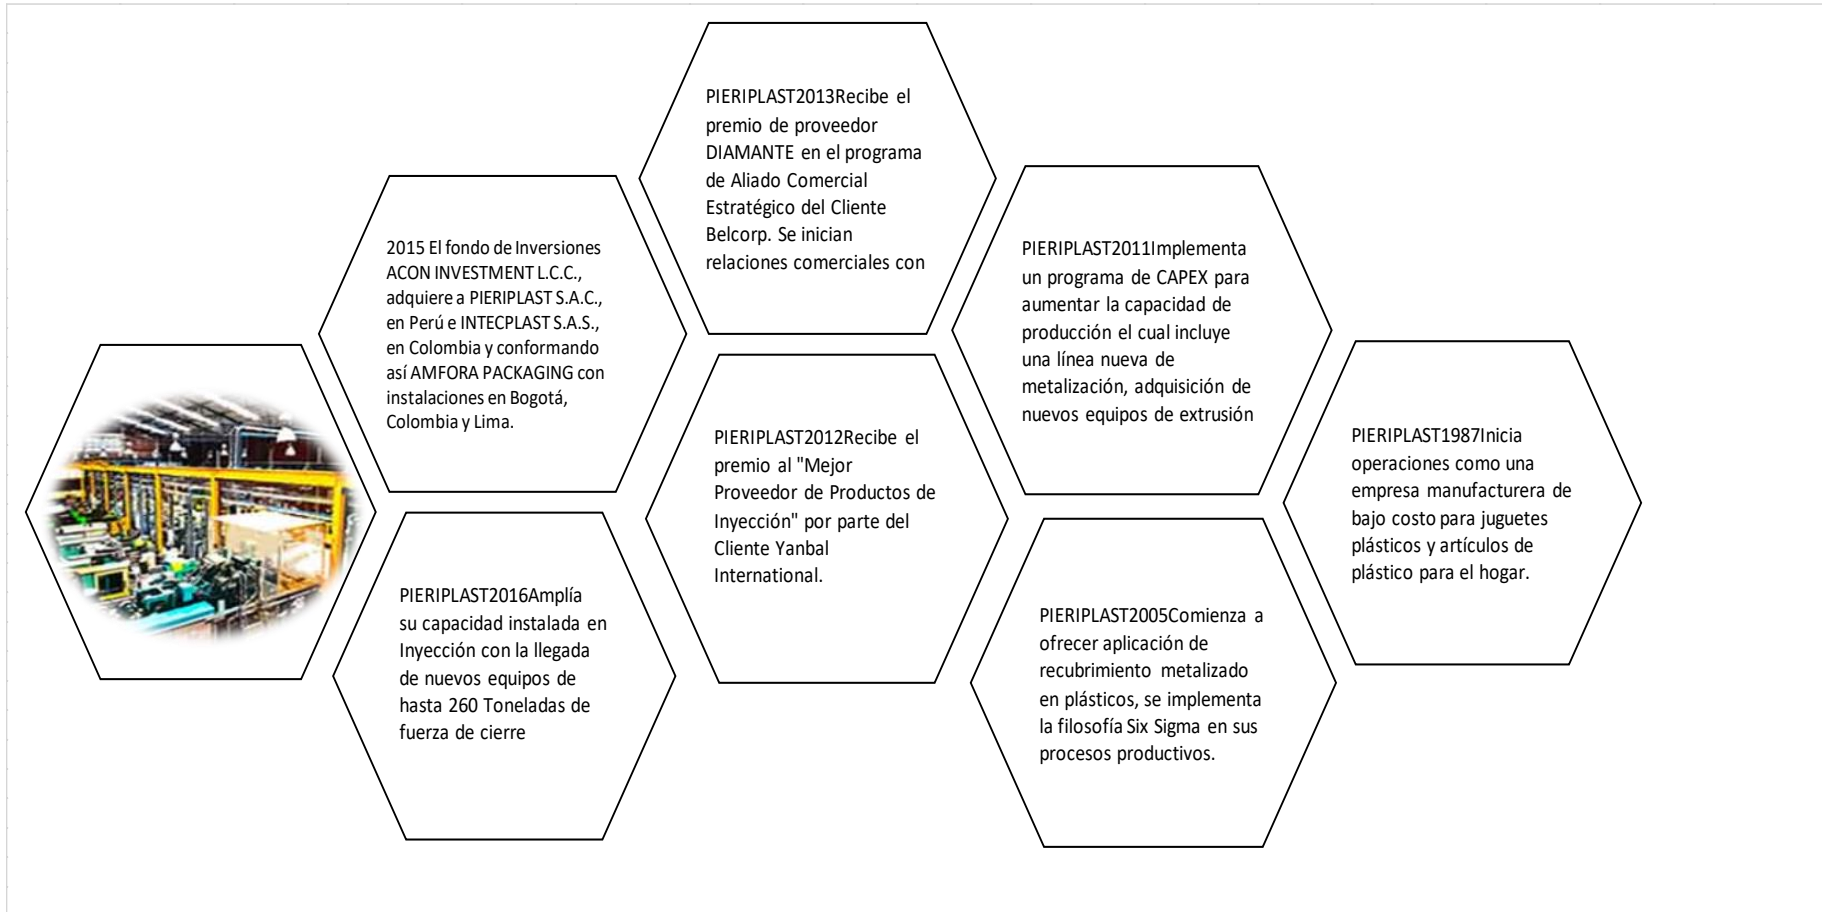 PIERIPLAST2013Recibe el
premio de proveedor
DIAMANTE en el programa
de Aliado Comercial
Estratégico del Cliente
Belcorp. Se inician
relaciones comerciales con
2015 El fondo de Inversiones
ACON INVESTMENT L.C.C.,
adquiere a PIERIPLAST S.A.C.,
en Perú e INTECPLAST S.A.S.,
en Colombia y conformando
así AMFORA PACKAGING con
instalaciones en Bogotá,
Colombia y Lima.
PIERIPLAST2011Implementa
un programa de CAPEX para
aumentar la capacidad de
producción el cual incluye
una línea nueva de
metalización, adquisición de
nuevos equipos de extrusión
PIERIPLAST2012Recibe el
premio al "Mejor
Proveedor de Productos de
Inyección" por parte del
Cliente Yanbal
International.
PIERIPLAST1987Inicia
operaciones como una
empresa manufacturera de
bajo costo para juguetes
plásticos y artículos de
plástico para el hogar.
PIERIPLAST2016Amplía
su capacidad instalada en
Inyección con la llegada
de nuevos equipos de
hasta 260 Toneladas de
fuerza de cierre
PIERIPLAST2005Comienza a
ofrecer aplicación de
recubrimiento metalizado
en plásticos, se implementa
la filosofía Six Sigma en sus
procesos productivos.